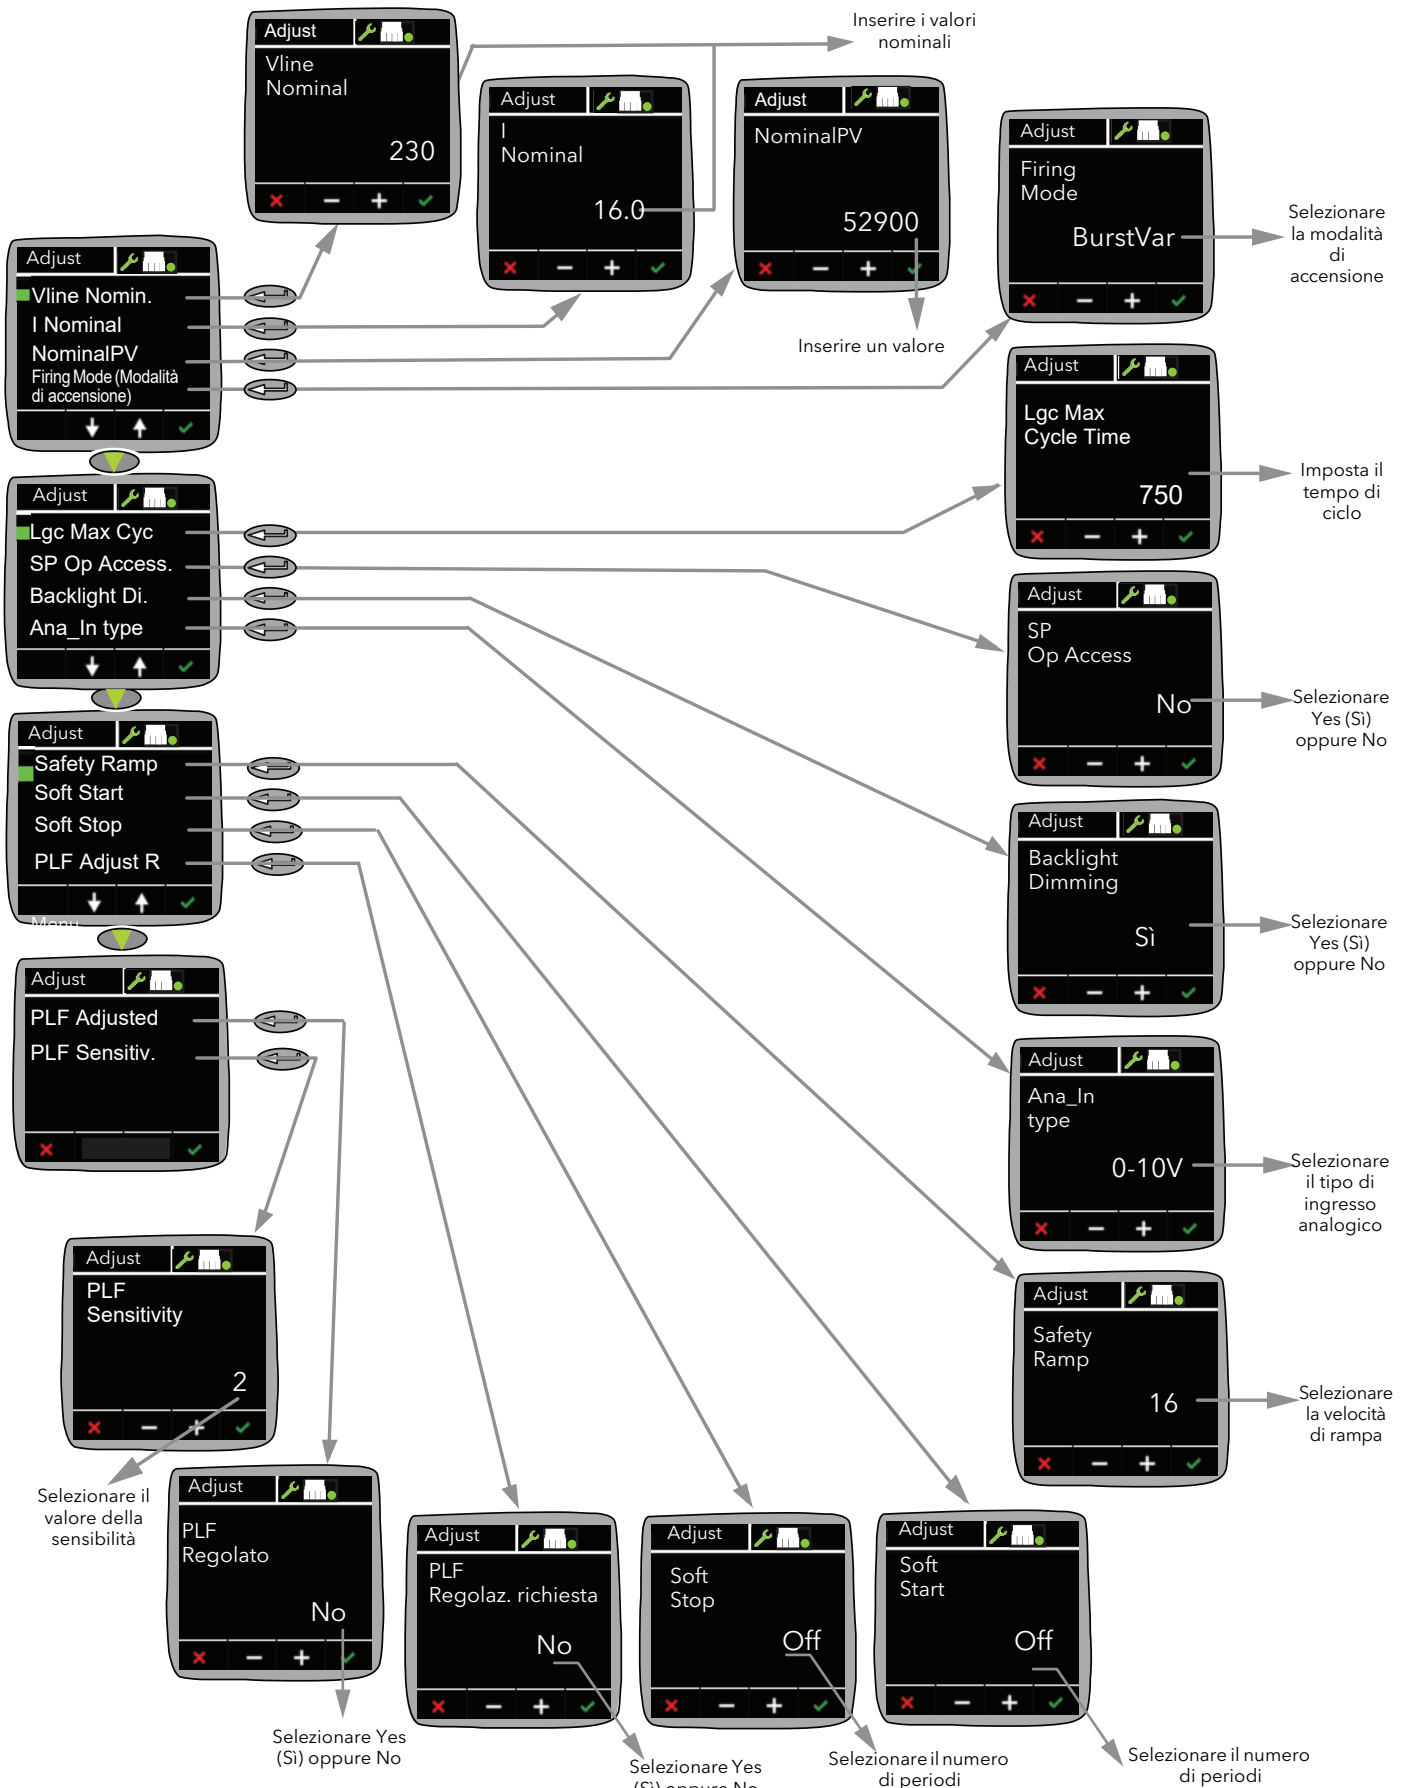 Inserire i valori
nominali
Adjust
Vline
Nominal
230
Adjust
I
Nominal
16.0
Adjust
NominalPV
52900
Inserire un valore
Adjust
Firing
Mode
BurstVar
Selezionare
la modalità
di
accensione
Adjust
Vline Nomin.
I Nominal
NominalPV
Firing Mode (Modalità
di accensione)
Adjust
Lgc Max
Cycle Time
750
Imposta il
tempo di
ciclo
Adjust
Lgc Max Cyc
SP Op Access.
Backlight Di.
Ana_In type
Adjust
SP
Op Access
No
Selezionare
Yes (Sì)
oppure No
Adjust
Safety Ramp
Soft Start
Soft Stop
PLF Adjust R
Menu
Adjust
Backlight
Dimming
Sì
Selezionare
Yes (Sì)
oppure No
Adjust
PLF Adjusted
PLF Sensitiv.
Adjust
Ana_In
type
0-10V
Selezionare
il tipo di
ingresso
analogico
Adjust
PLF
Sensitivity
2
Selezionare il
valore della
sensibilità
Adjust
Safety
Ramp
16
Selezionare
la velocità
di rampa
Adjust
PLF
Regolato
No
Selezionare Yes
(Sì) oppure No
Adjust
PLF
Regolaz. richiesta
No
Selezionare Yes
(Sì) oppure No
Adjust
Soft
Stop
Off
Selezionare il numero
di periodi
Adjust
Soft
Start
Off
Selezionare il numero
di periodi